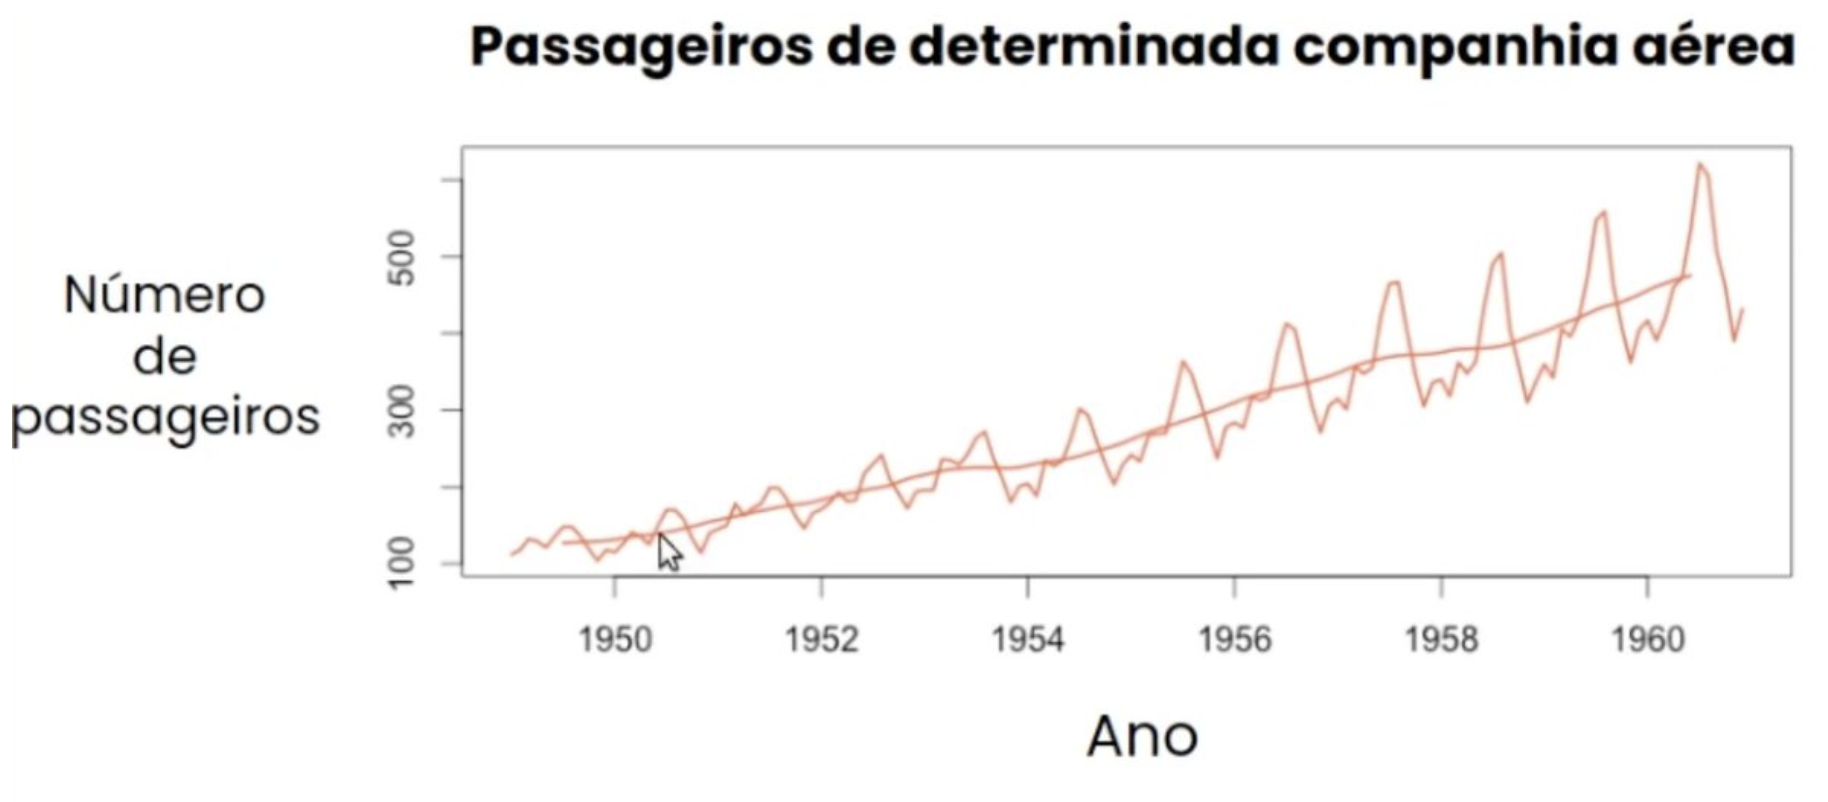 Passageiros de determinada companhia aérea
Número
de
passageiros
500
300
100
1950 1952 1954 1956 1958 1960
Ano